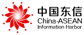 中国东信
China-ASEAN
Information Harbor